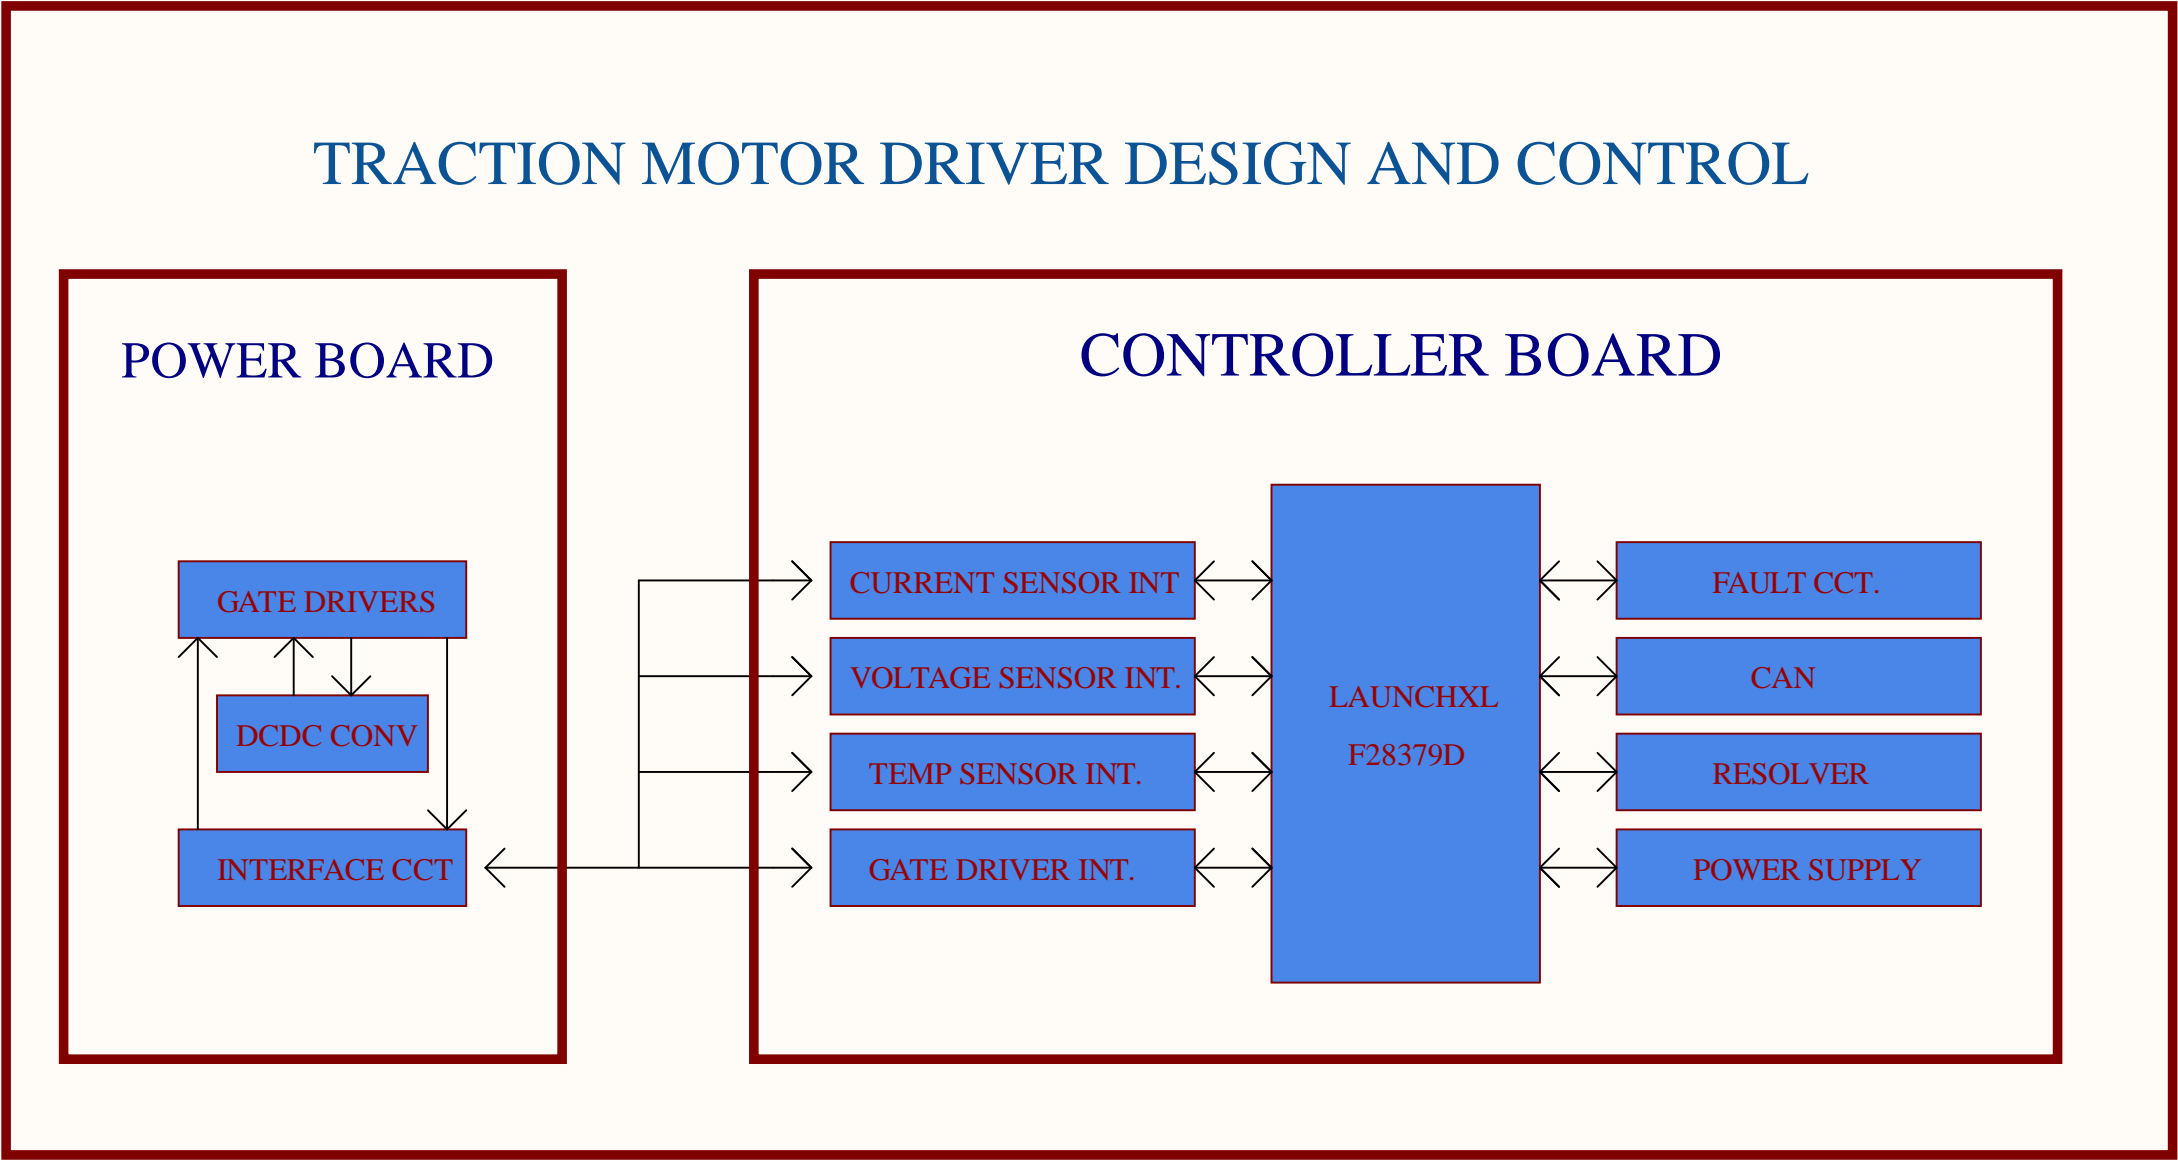 TRACTION MOTOR DRIVER DESIGN AND CONTROL
POWER BOARD
GATE DRIVERS
DCDC CONV
INTERFACE CCT
CONTROLLER BOARD
CURRENT SENSOR INT
VOLTAGE SENSOR INT.
TEMP SENSOR INT.
GATE DRIVER INT.
LAUNCHXL
F28379D
FAULT CCT.
CAN
RESOLVER
POWER SUPPLY